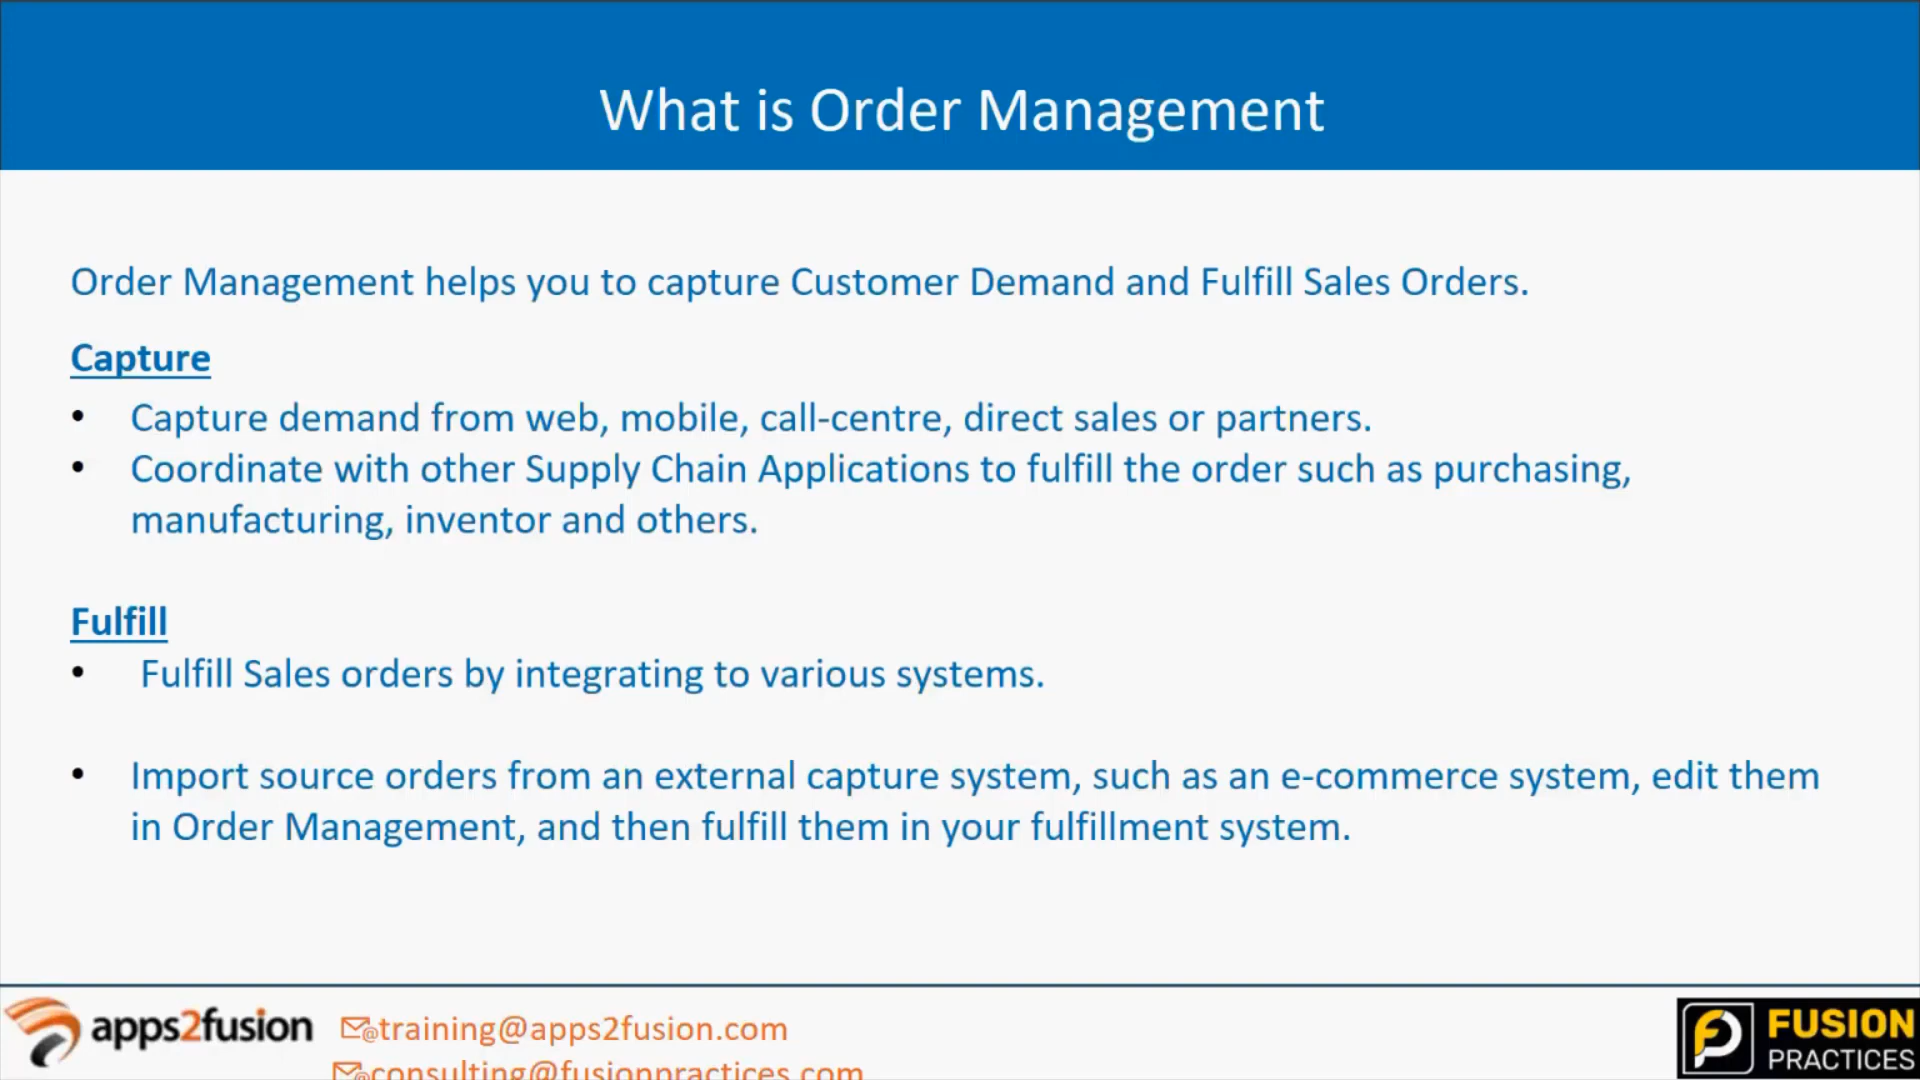 What is Order Management
Order Management helps you to capture Customer Demand and Fulfill Sales Orders.
Capture
• Capture demand from web, mobile, call-centre, direct sales or partners.
• Coordinate with other Supply Chain Applications to fulfill the order such as purchasing,
manufacturing, inventor and others.
Fulfill
• Fulfill Sales orders by integrating to various systems.
• Import source orders from an external capture system, such as an e-commerce system, edit them
in Order Management, and then fulfill them in your fulfillment system.
apps2fusion
training@apps2fusion.com
consulting@fusionpractices.com
FUSION
PRACTICES